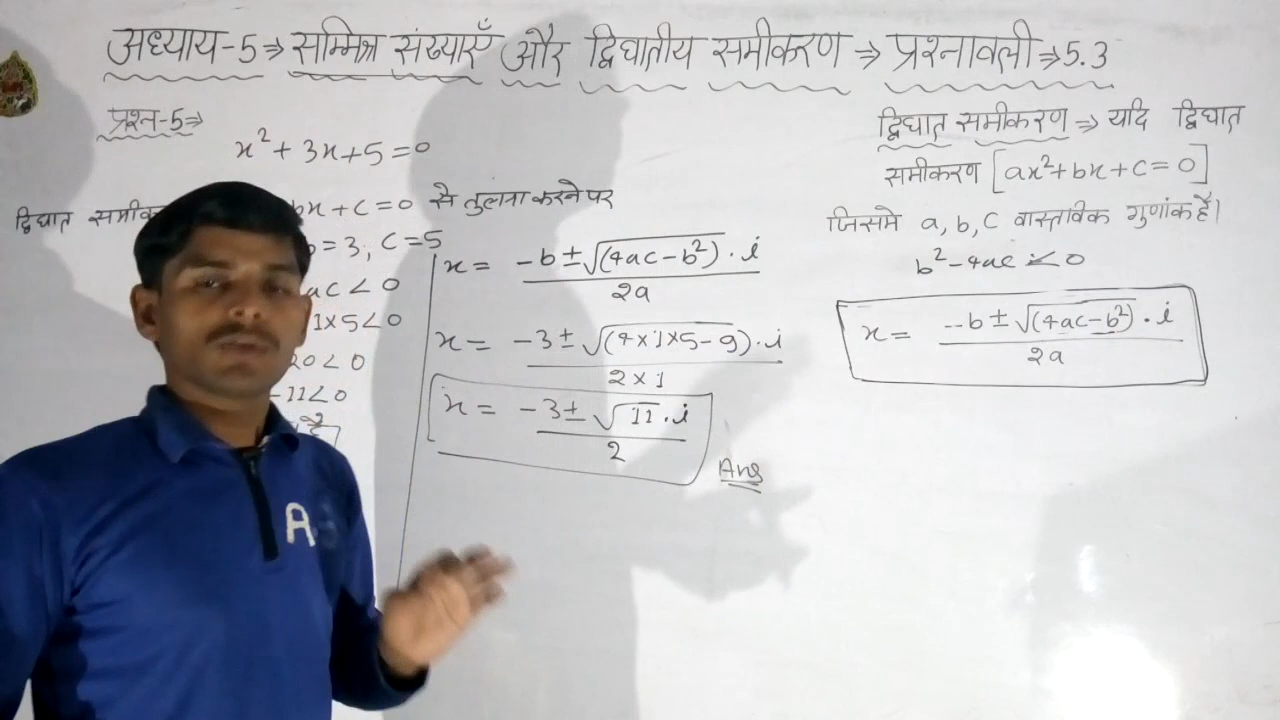 अध्याय-5⇒ सम्मिश्र संख्याएँ और द्विघातीय समीकरण ⇒ प्रश्नावली⇒5.3
प्रश्न-5⇒
x²+3x+5=0
द्विघात समीक bx+c=0 से तुलना करने पर
b=3, c=5
ac<0
1×5<0
20<0
-11<0
है
x= -b±√(4ac-b²).i / 2a
x= -3±√(4×1×5-9).i / 2×1
x= -3±√11.i / 2
Ans
द्विघात समीकरण ⇒ यदि द्विघात
समीकरण [ax²+bx+c=0]
जिसमे a, b, c वास्तविक गुणांक है।
b²-4ac<0
x= -b±√(4ac-b²).i / 2a
A